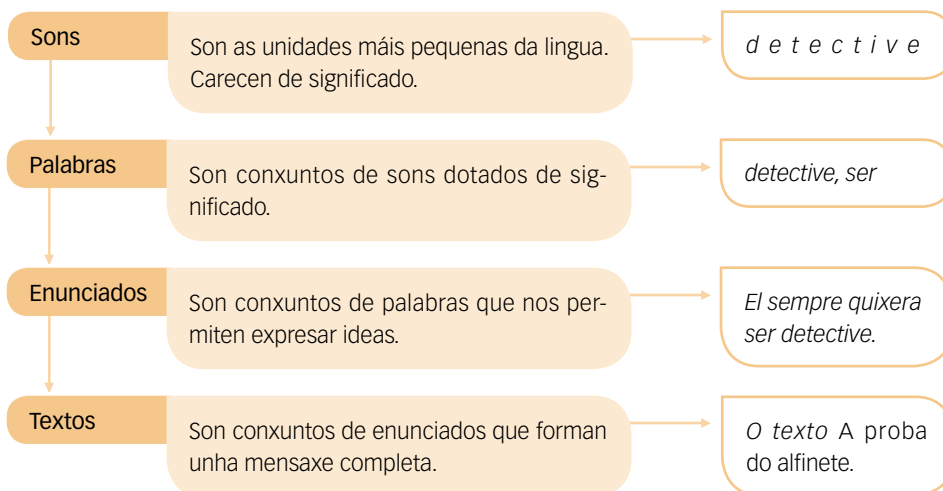 Sons
Son as unidades máis pequenas da lingua.
Carecen de significado.
d e t e c t i v e
Palabras
Son conxuntos de sons dotados de sig-
nificado.
detective, ser
Enunciados
Son conxuntos de palabras que nos per-
miten expresar ideas.
El sempre quixera
ser detective.
Textos
Son conxuntos de enunciados que forman
unha mensaxe completa.
O texto A proba
do alfinete.